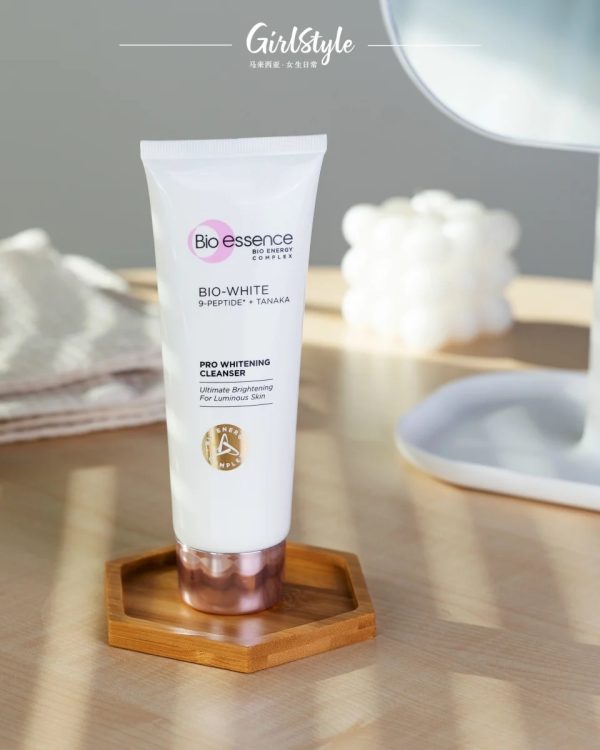 GirlStyle
马来西亚·女生日常
Bio essence
BIO ENERGY
COMPLEX
BIO-WHITE
9-PEPTIDE* + TANAKA
PRO WHITENING
CLEANSER
Ultimate Brightening
For Luminous Skin